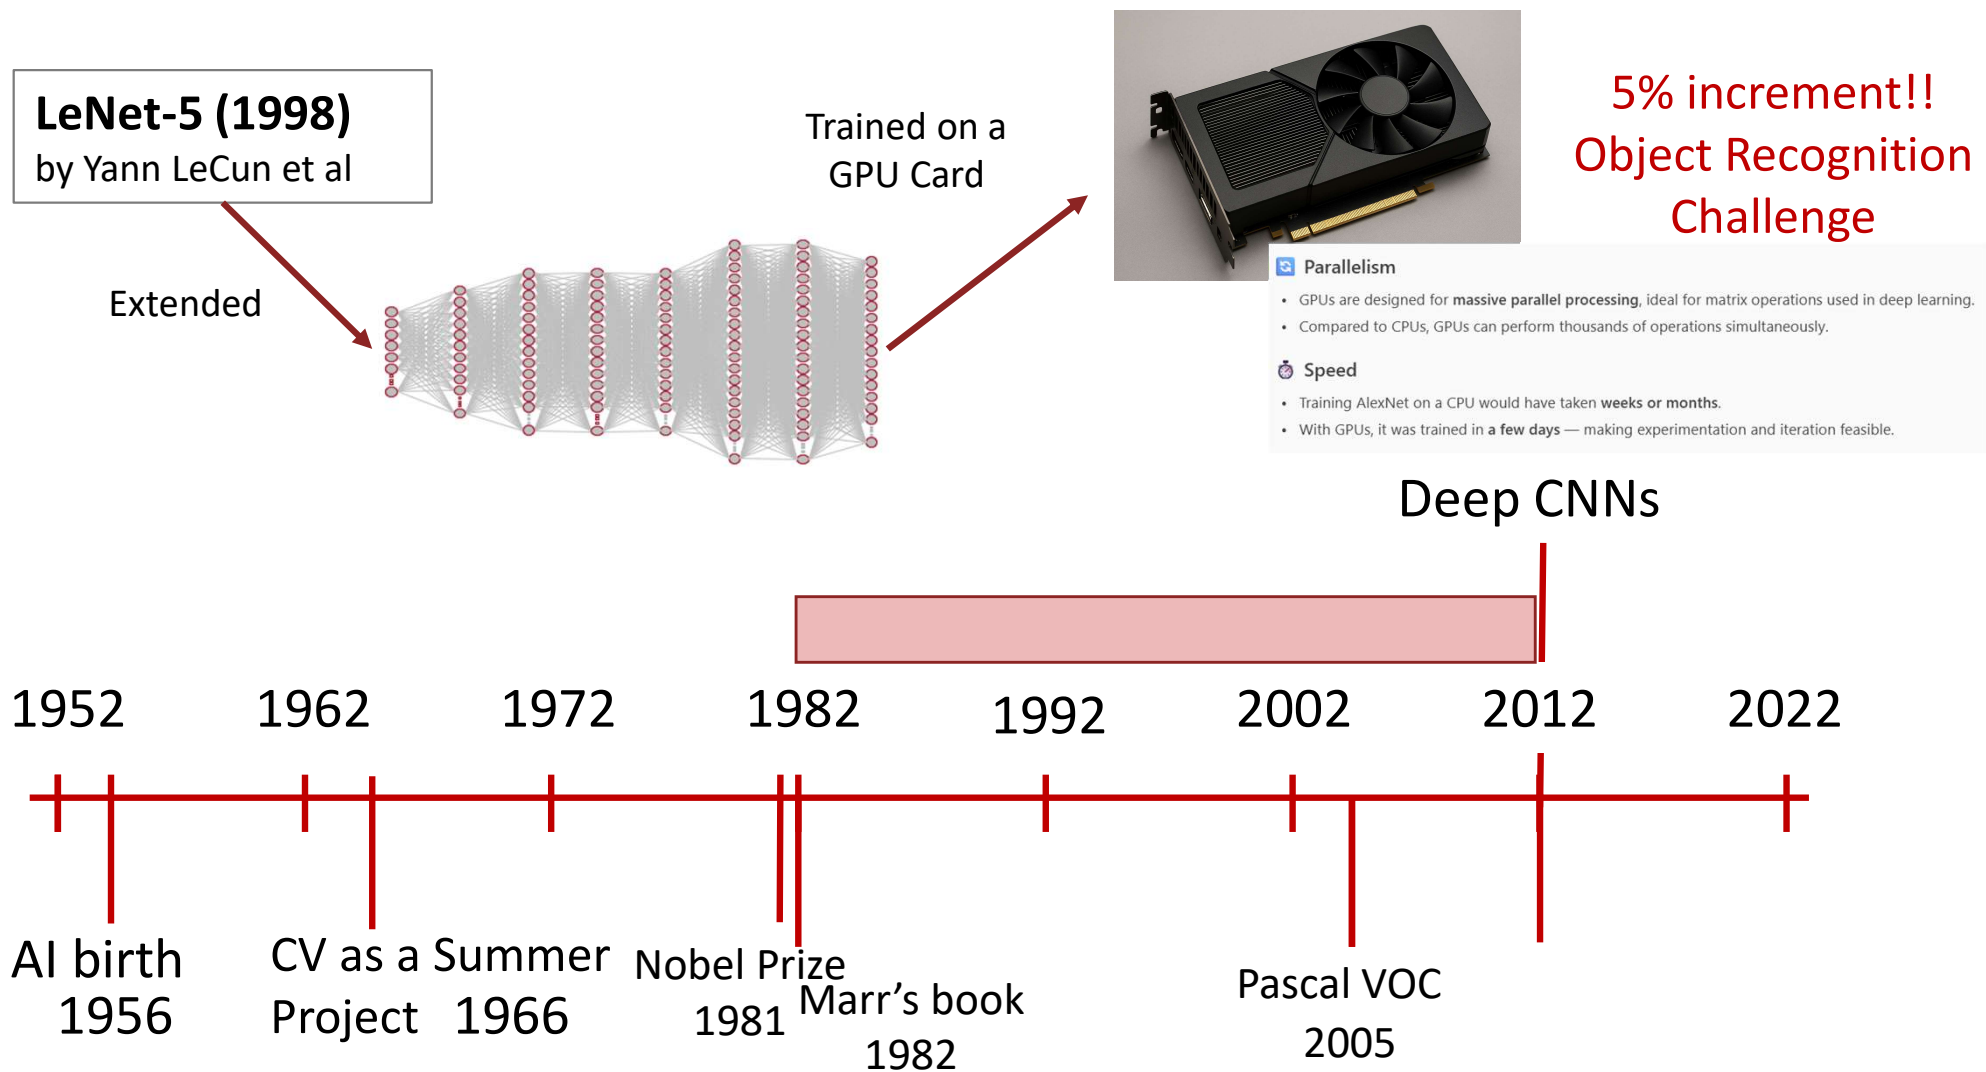 LeNet-5 (1998)
by Yann LeCun et al
Extended
Trained on a
GPU Card
5% increment!!
Object Recognition
Challenge
Parallelism
• GPUs are designed for massive parallel processing, ideal for matrix operations used in deep learning.
• Compared to CPUs, GPUs can perform thousands of operations simultaneously.
Speed
• Training AlexNet on a CPU would have taken weeks or months.
• With GPUs, it was trained in a few days — making experimentation and iteration feasible.
Deep CNNs
1952 1962 1972 1982 1992 2002 2012 2022
AI birth
1956
CV as a Summer
Project 1966
Nobel Prize
1981
Marr's book
1982
Pascal VOC
2005